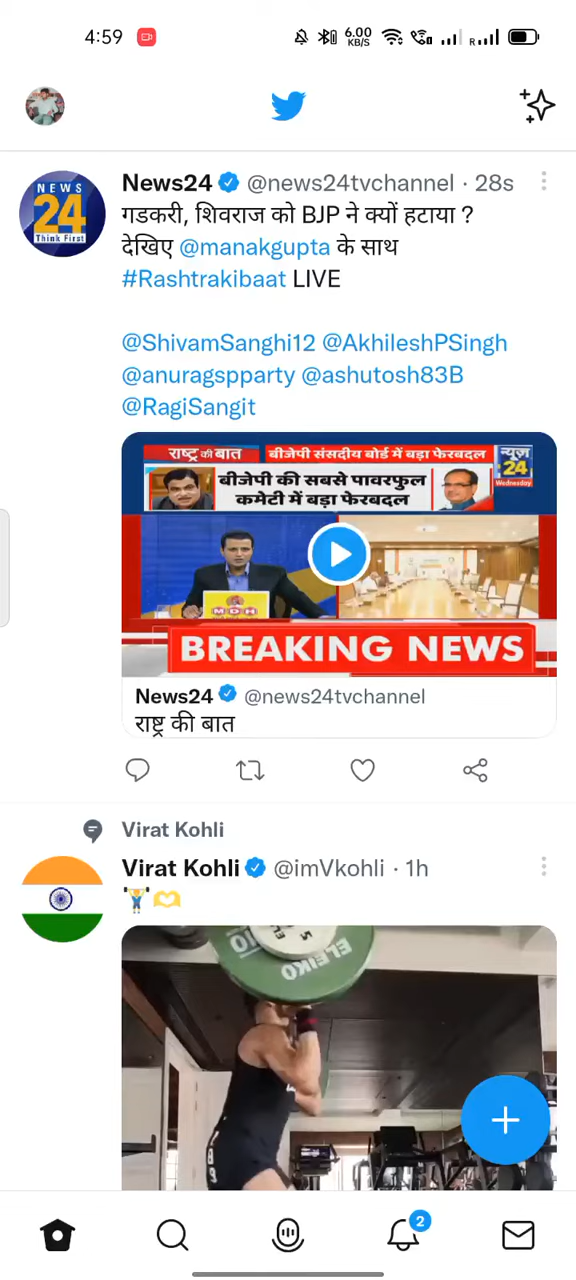 4:59
6.00
KB/S
R
News24 @news24tvchannel · 28s
NEWS
24
Think First
गडकरी, शिवराज को BJP ने क्यों हटाया ?
देखिए @manakgupta के साथ
#Rashtrakibaat LIVE
@ShivamSanghi12 @AkhileshPSingh
@anuragspparty @ashutosh83B
@RagiSangit
राष्ट्र की बात
बीजेपी संसदीय बोर्ड में बड़ा फेरबदल
न्यूज़
24
Wednesday
बीजेपी की सबसे पावरफुल
कमेटी में बड़ा फेरबदल
MDH
BREAKING NEWS
News24 @news24tvchannel
राष्ट्र की बात
Virat Kohli
Virat Kohli @imVkohli · 1h
🏋️🫶
ELEIKO
10
2